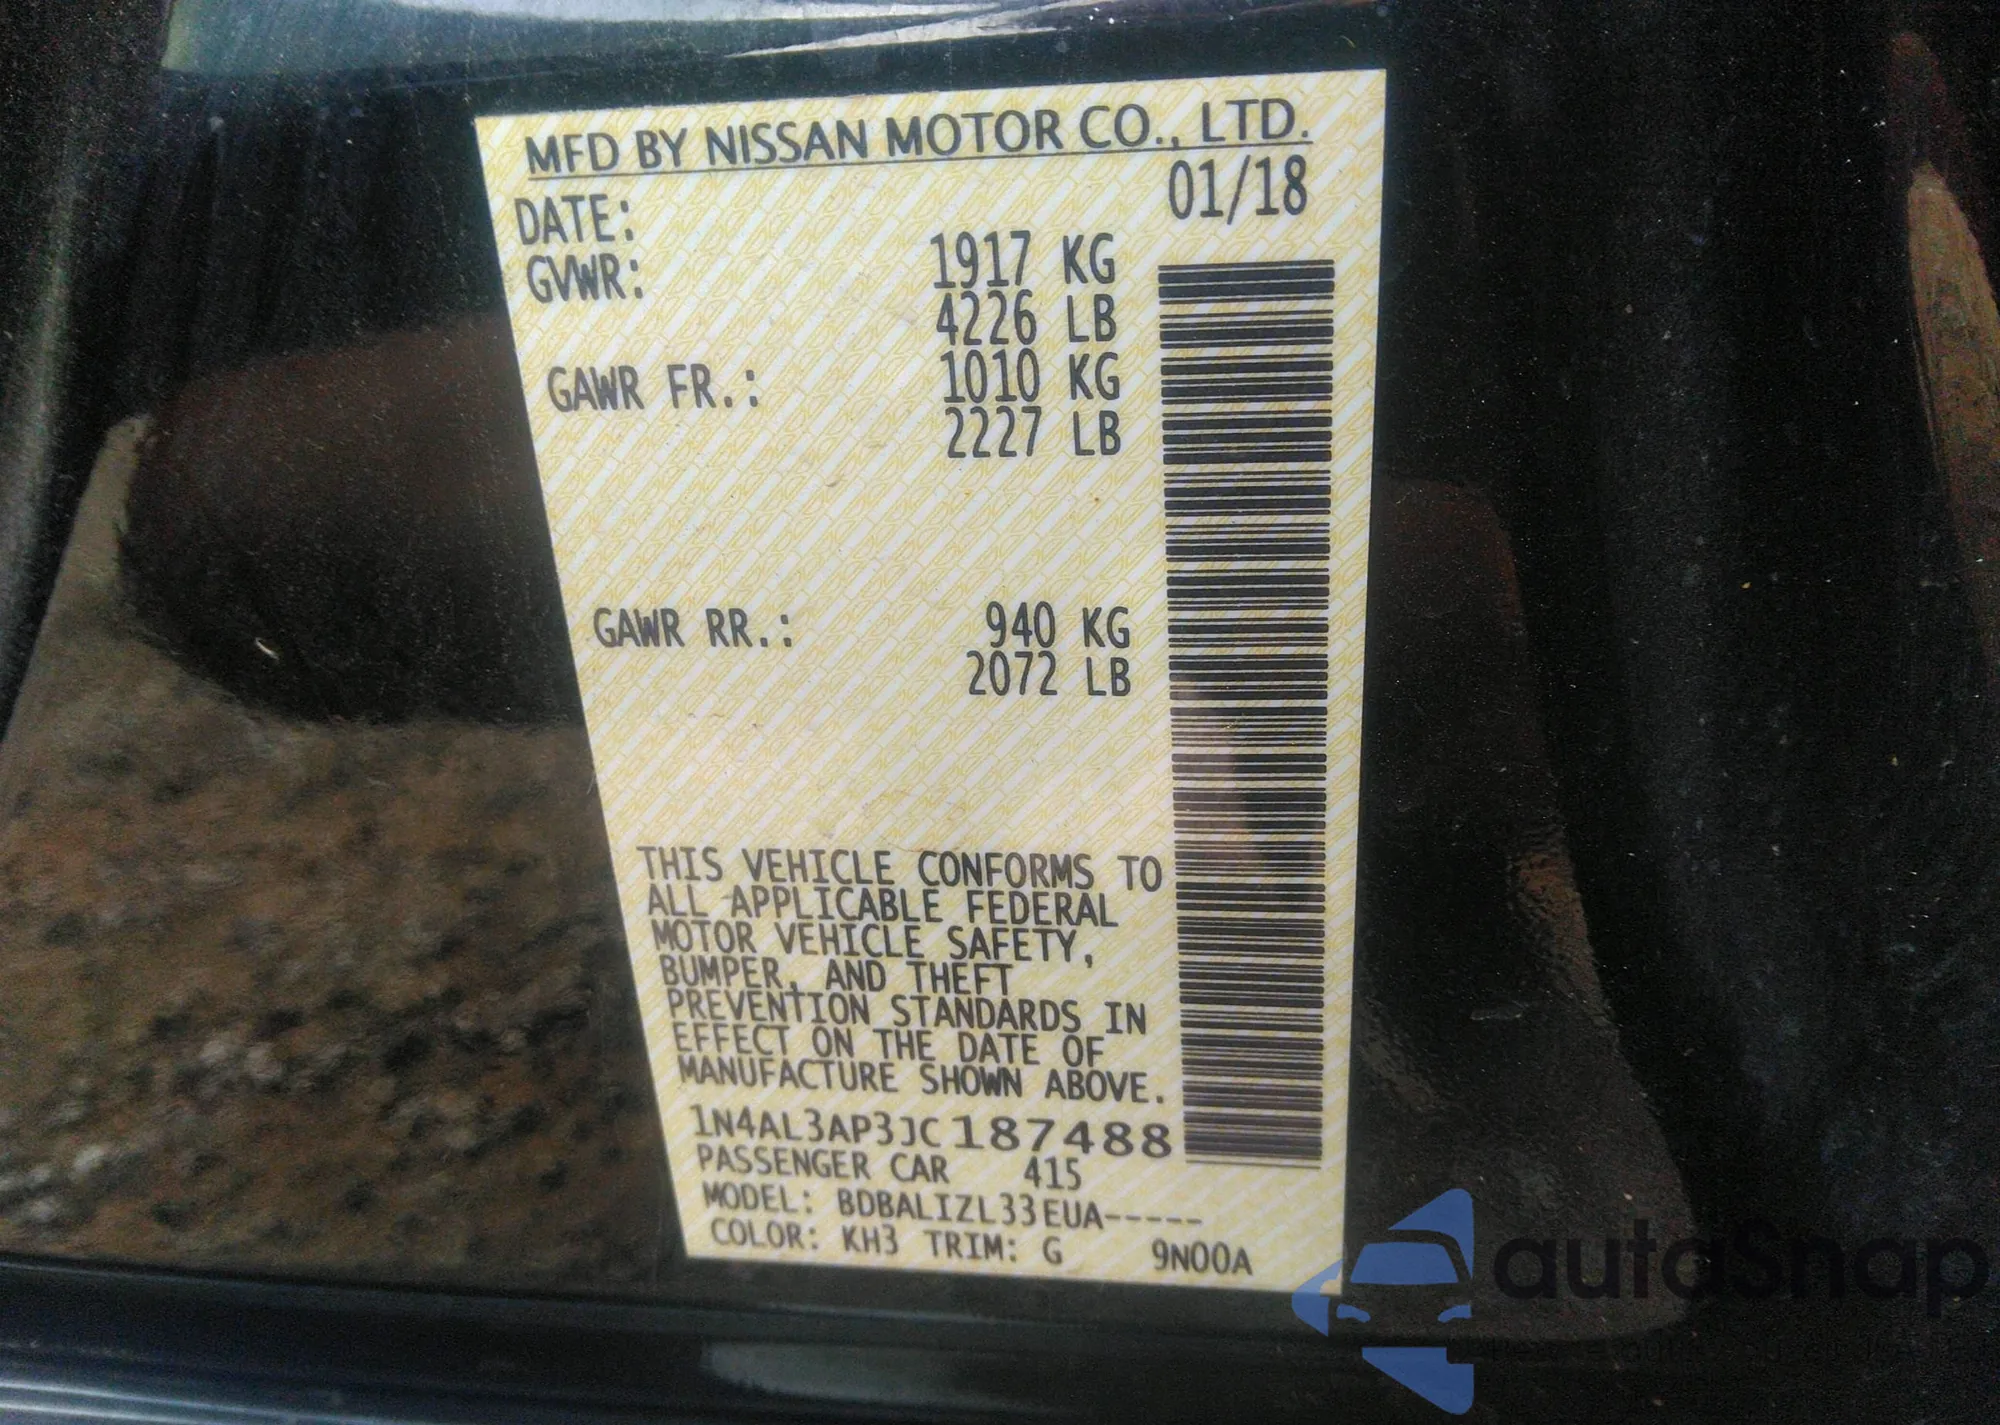 MFD BY NISSAN MOTOR CO., LTD.
DATE: 01/18
GVWR: 1917 KG
4226 LB
GAWR FR.: 1010 KG
2227 LB
GAWR RR.: 940 KG
2072 LB
THIS VEHICLE CONFORMS TO
ALL APPLICABLE FEDERAL
MOTOR VEHICLE SAFETY,
BUMPER, AND THEFT
PREVENTION STANDARDS IN
EFFECT ON THE DATE OF
MANUFACTURE SHOWN ABOVE.
1N4AL3AP3JC187488
PASSENGER CAR 415
MODEL: BDBALIZL33EUA-----
COLOR: KH3 TRIM: G 9N00A
autoSnap